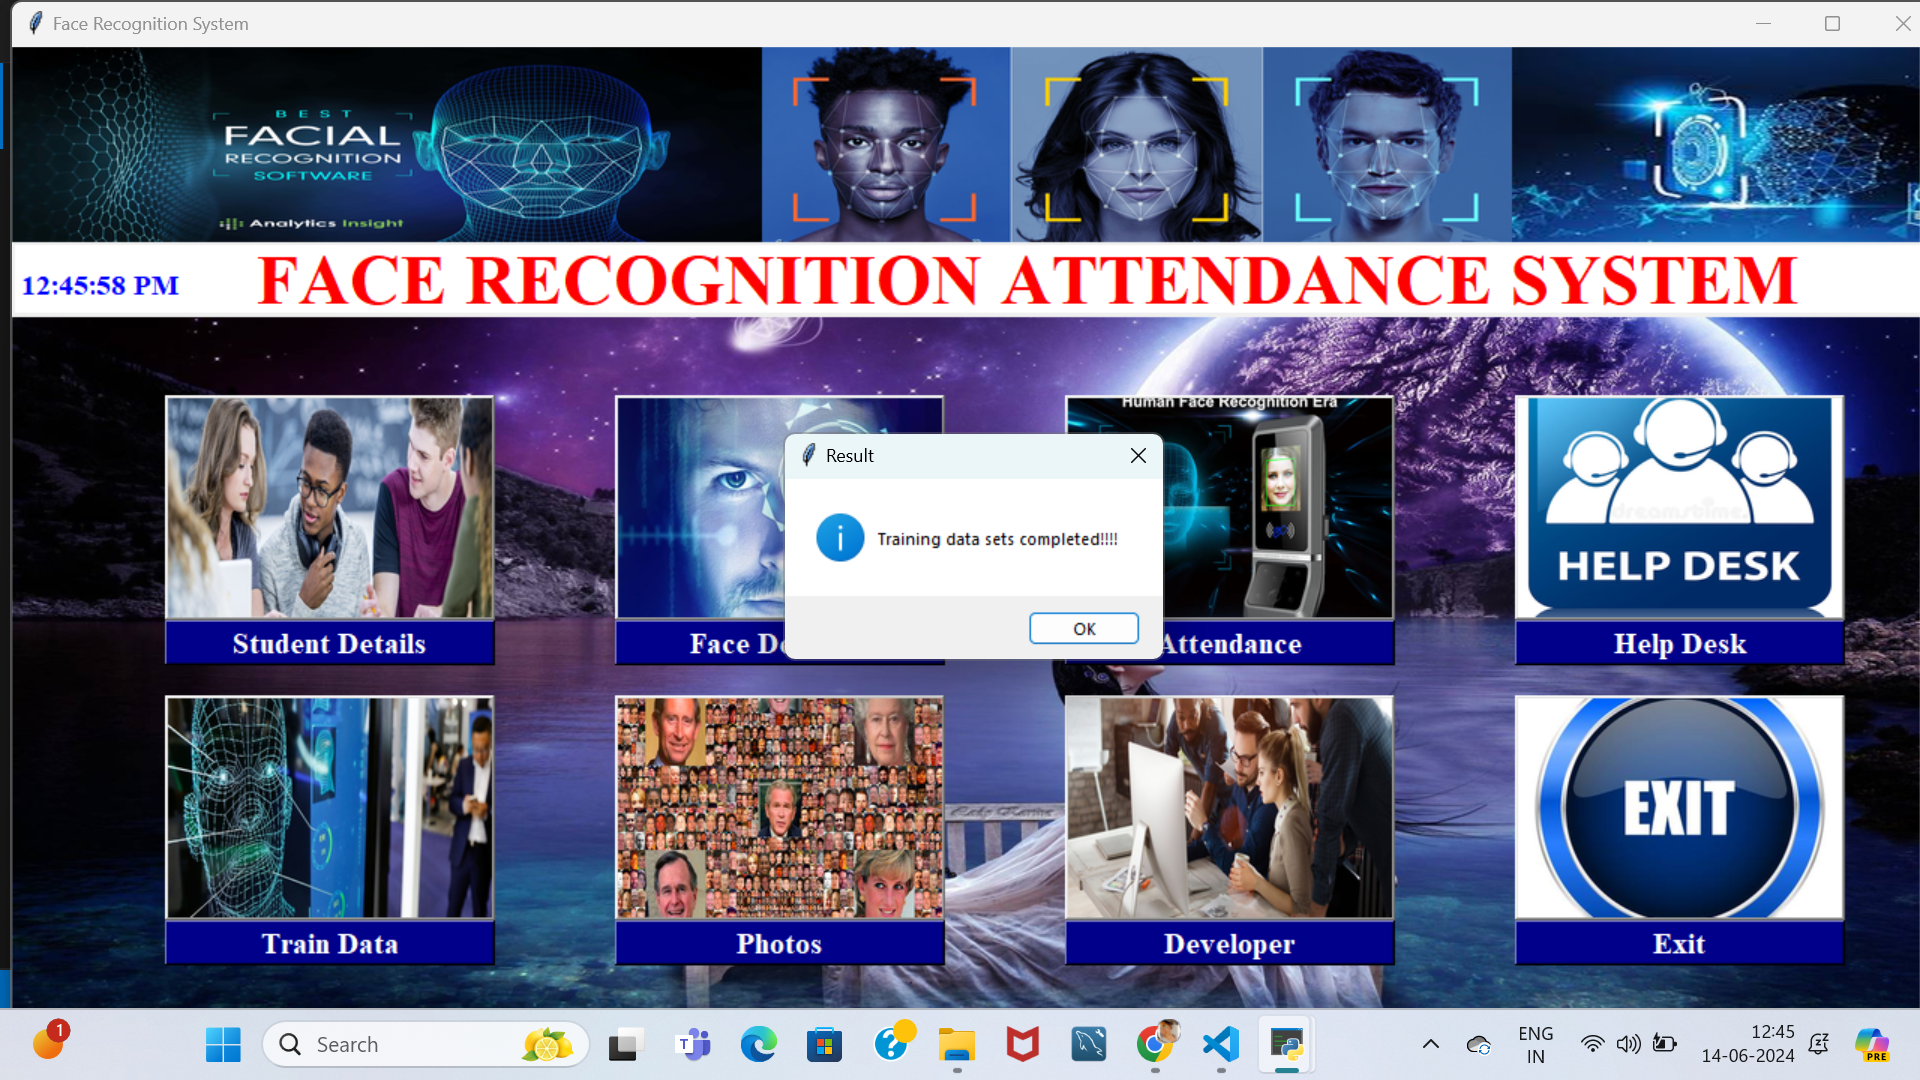 Face Recognition System
BEST
FACIAL
RECOGNITION
SOFTWARE
Analytics Insight
12:45:58 PM
FACE RECOGNITION ATTENDANCE SYSTEM
Human Face Recognition Era
Result
Training data sets completed!!!!
OK
dreamstime
HELP DESK
Student Details
Face De
Attendance
Help Desk
EXIT
Train Data
Photos
Developer
Exit
1
Search
T
ENG
IN
12:45
14-06-2024
PRE